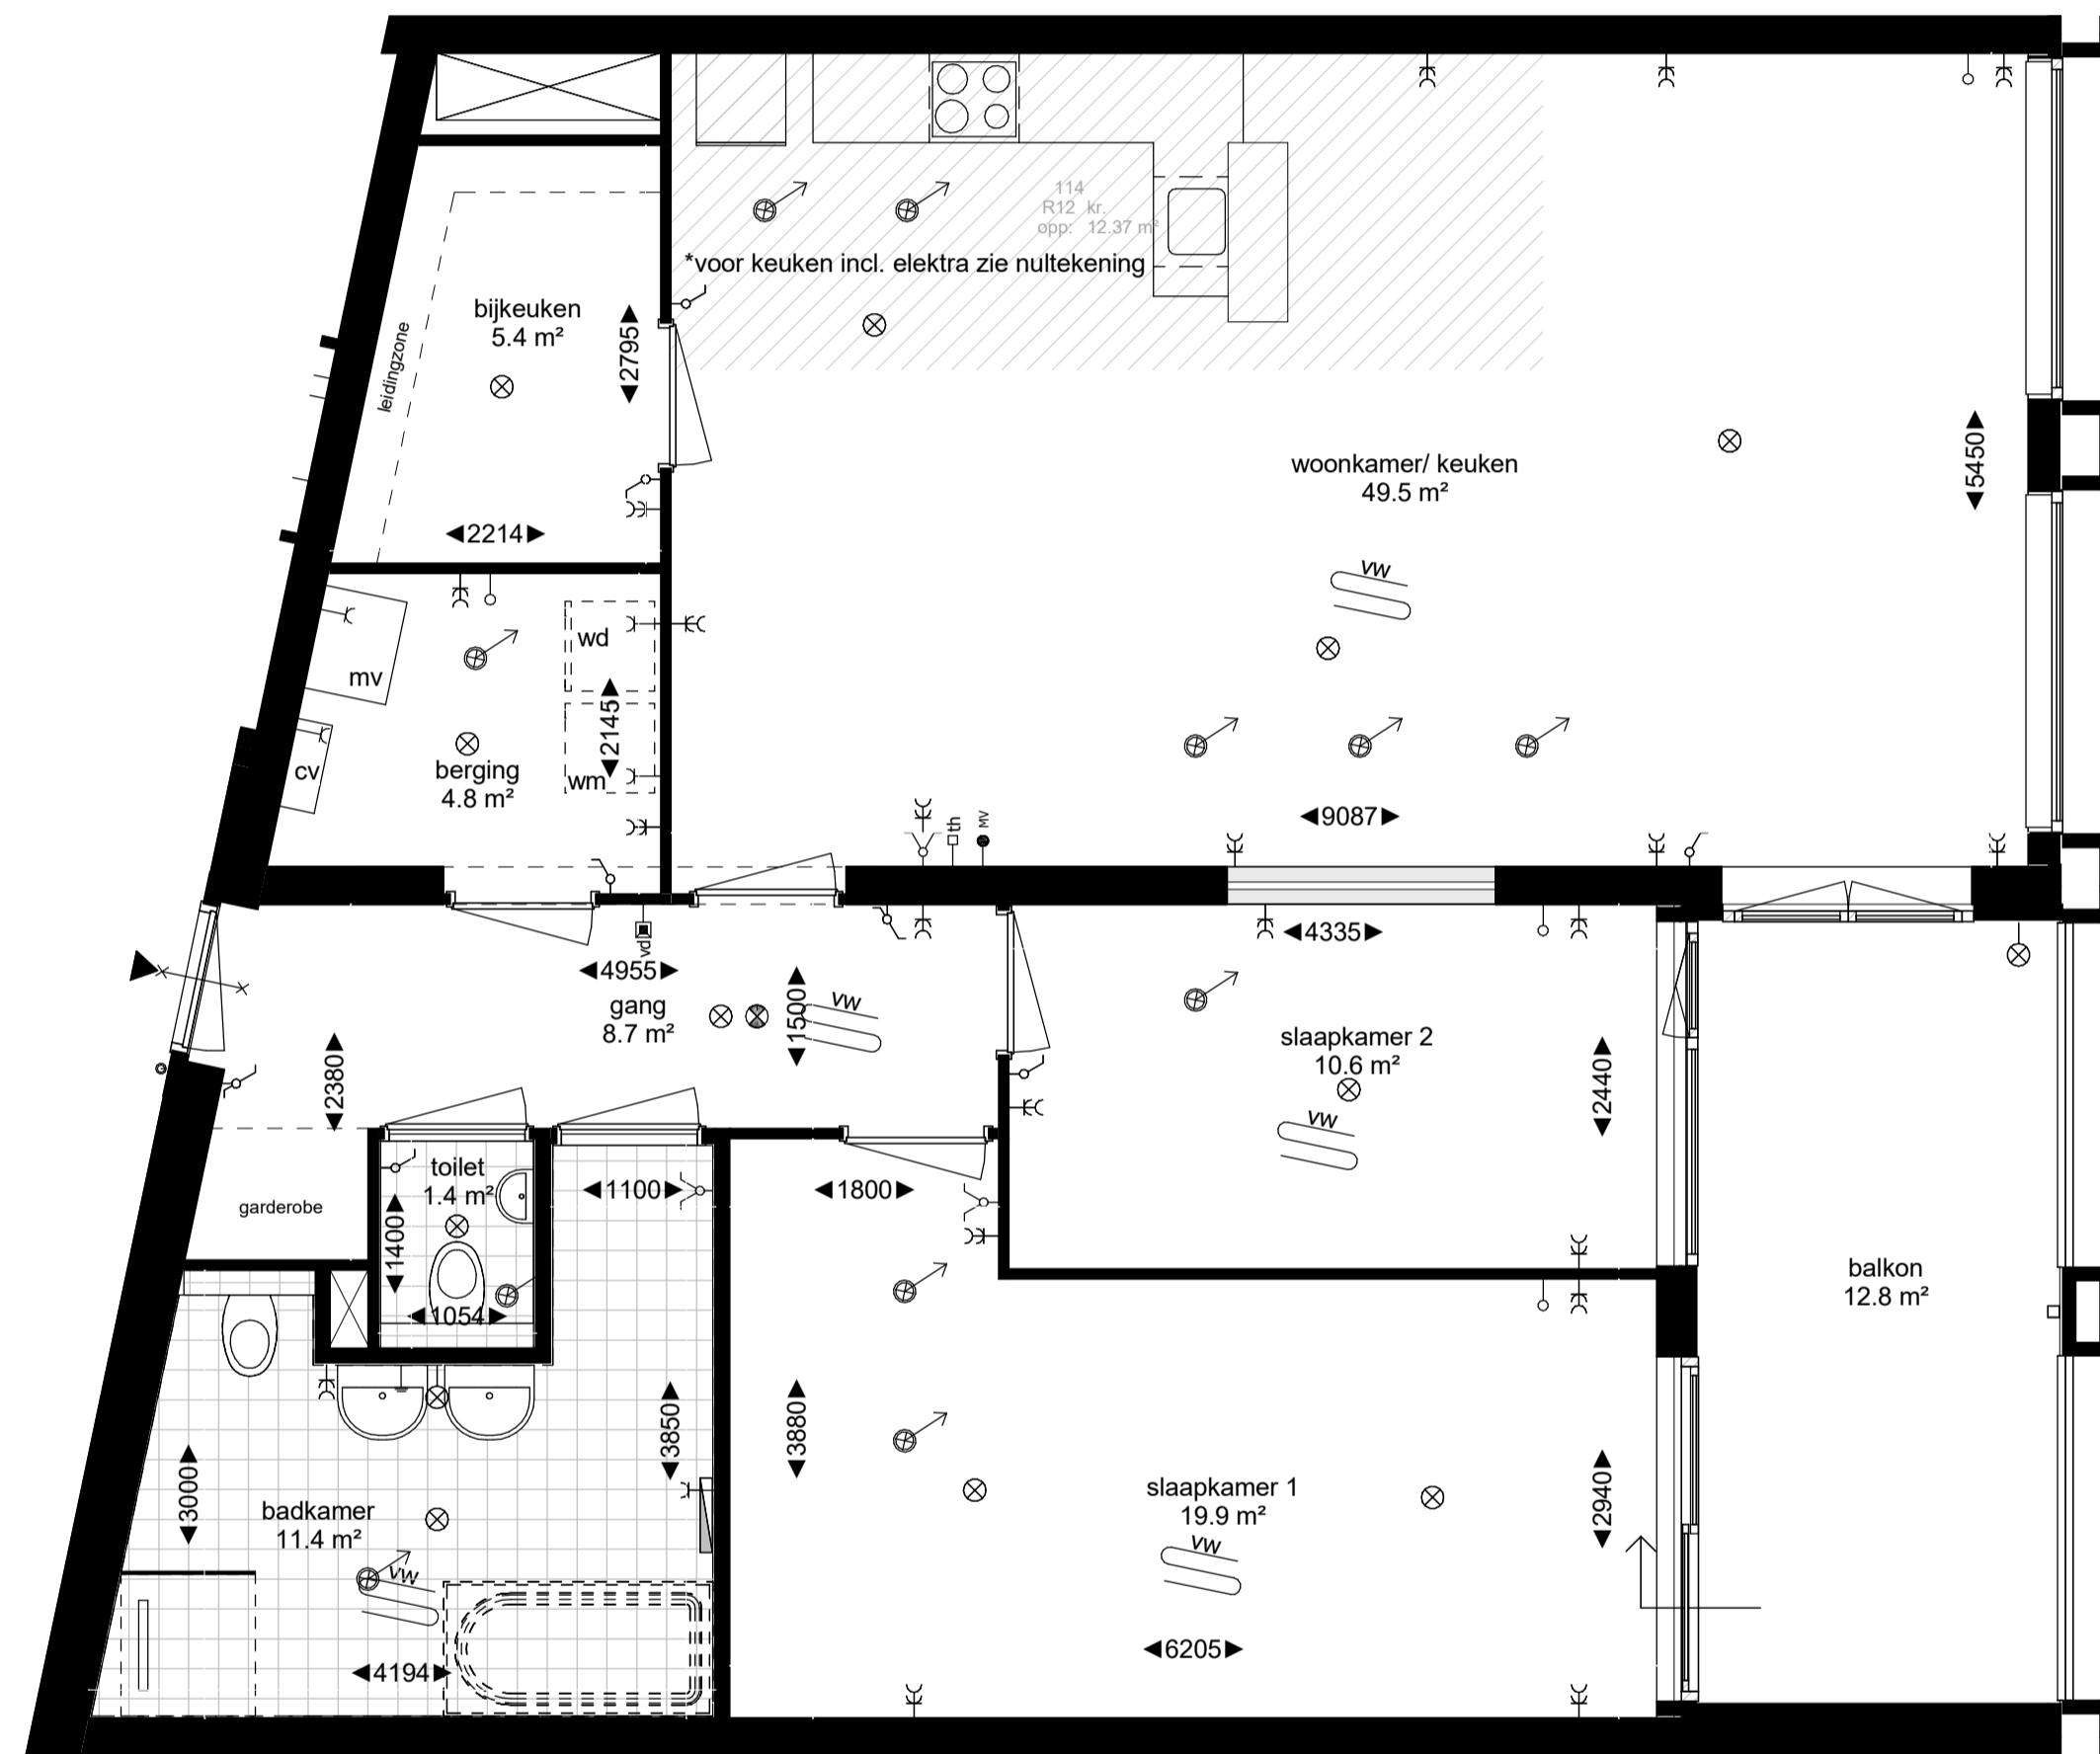 114
R12 kr.
opp: 12.37 m²
*voor keuken incl. elektra zie nultekening
bijkeuken
5.4 m²
2795
leidingzone
2214
woonkamer/ keuken
49.5 m²
5450
vw
wd
mv
2145
cv
berging
4.8 m²
wm
9087
th
MV
vd
4335
4955
gang
8.7 m²
1500
vw
2380
slaapkamer 2
10.6 m²
2440
vw
toilet
1.4 m²
1100
1800
garderobe
1400
1054
balkon
12.8 m²
3850
3880
3000
badkamer
11.4 m²
vw
slaapkamer 1
19.9 m²
vw
2940
4194
6205